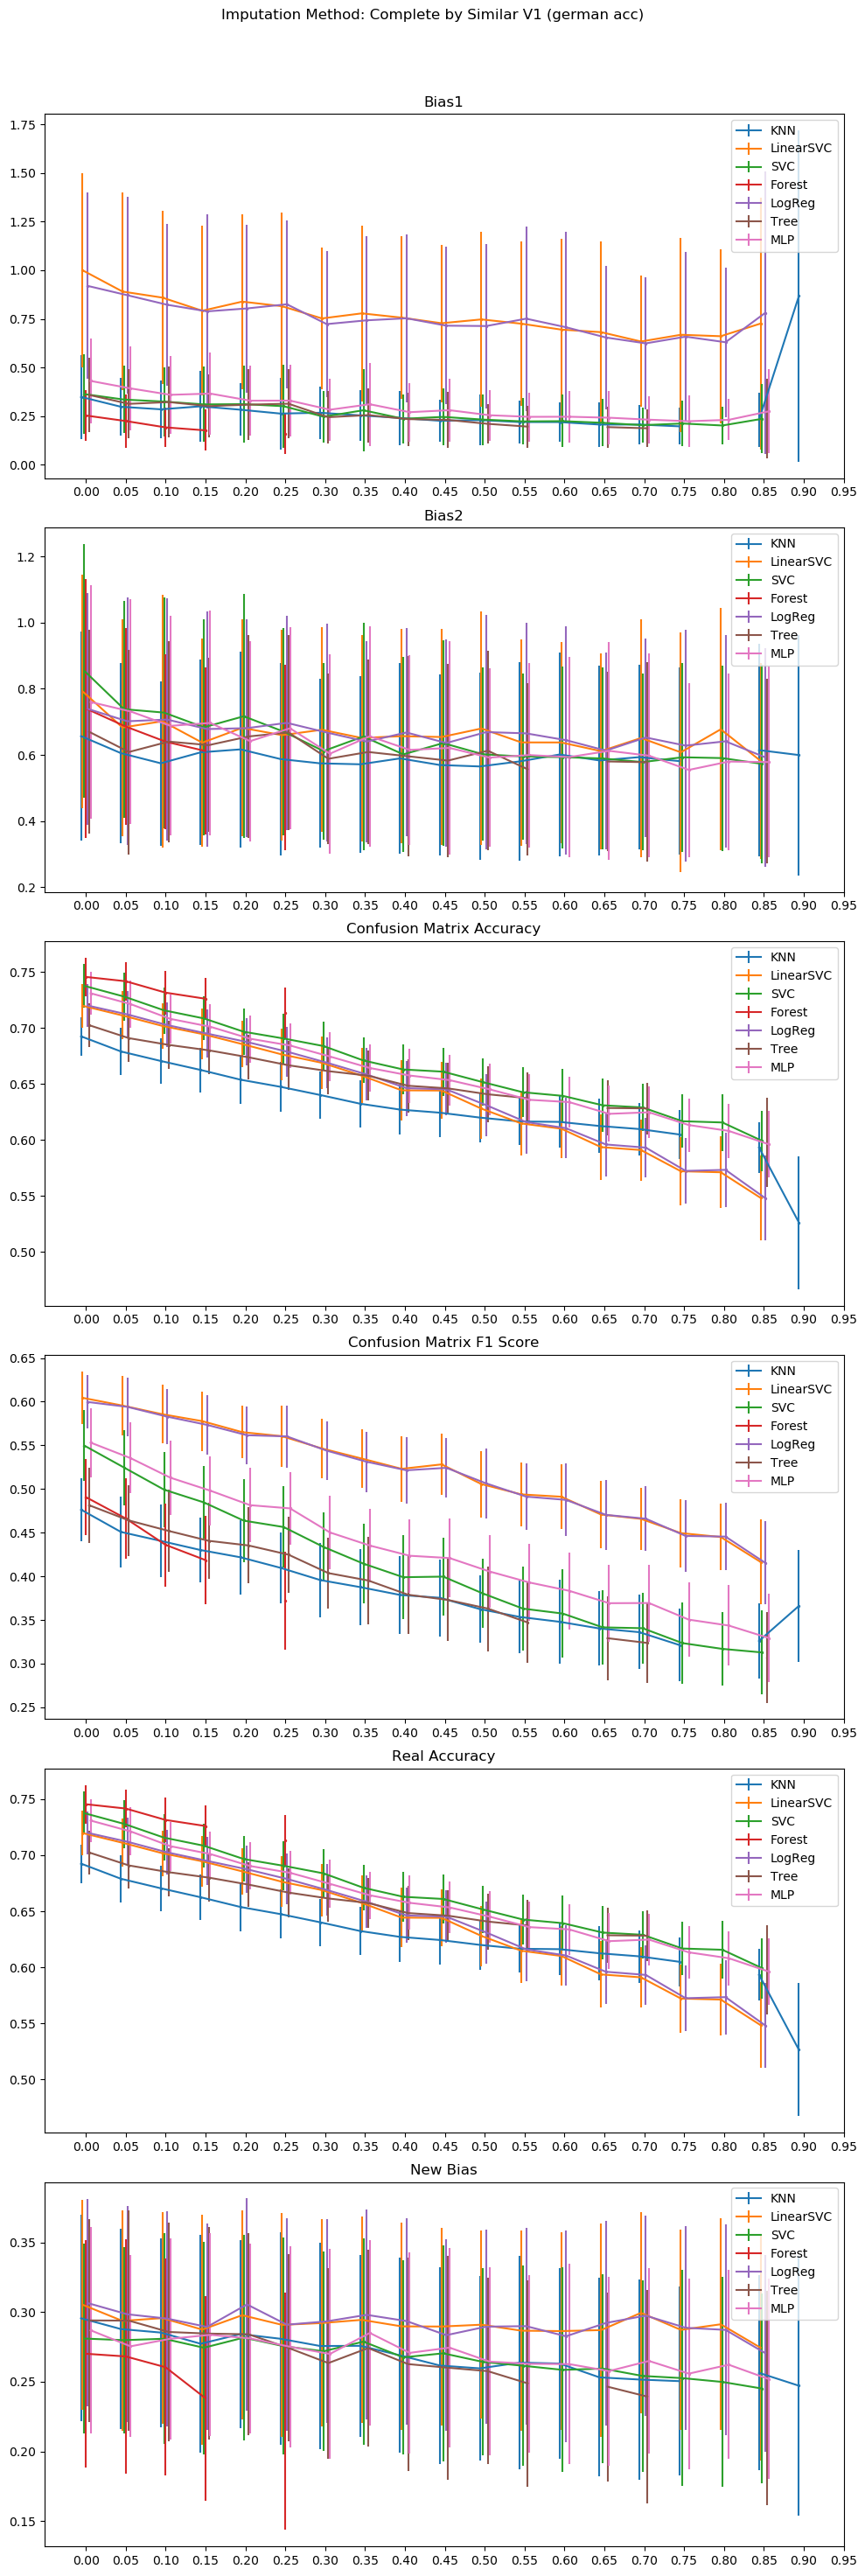 Imputation Method: Complete by Similar V1 (german acc)
Bias1
1.75
1.50
1.25
1.00
0.75
0.50
0.25
0.00
KNN
LinearSVC
SVC
Forest
LogReg
Tree
MLP
0.00 0.05 0.10 0.15 0.20 0.25 0.30 0.35 0.40 0.45 0.50 0.55 0.60 0.65 0.70 0.75 0.80 0.85 0.90 0.95
Bias2
1.2
1.0
0.8
0.6
0.4
0.2
KNN
LinearSVC
SVC
Forest
LogReg
Tree
MLP
0.00 0.05 0.10 0.15 0.20 0.25 0.30 0.35 0.40 0.45 0.50 0.55 0.60 0.65 0.70 0.75 0.80 0.85 0.90 0.95
Confusion Matrix Accuracy
0.75
0.70
0.65
0.60
0.55
0.50
KNN
LinearSVC
SVC
Forest
LogReg
Tree
MLP
0.00 0.05 0.10 0.15 0.20 0.25 0.30 0.35 0.40 0.45 0.50 0.55 0.60 0.65 0.70 0.75 0.80 0.85 0.90 0.95
Confusion Matrix F1 Score
0.65
0.60
0.55
0.50
0.45
0.40
0.35
0.30
0.25
KNN
LinearSVC
SVC
Forest
LogReg
Tree
MLP
0.00 0.05 0.10 0.15 0.20 0.25 0.30 0.35 0.40 0.45 0.50 0.55 0.60 0.65 0.70 0.75 0.80 0.85 0.90 0.95
Real Accuracy
0.75
0.70
0.65
0.60
0.55
0.50
KNN
LinearSVC
SVC
Forest
LogReg
Tree
MLP
0.00 0.05 0.10 0.15 0.20 0.25 0.30 0.35 0.40 0.45 0.50 0.55 0.60 0.65 0.70 0.75 0.80 0.85 0.90 0.95
New Bias
0.35
0.30
0.25
0.20
0.15
KNN
LinearSVC
SVC
Forest
LogReg
Tree
MLP
0.00 0.05 0.10 0.15 0.20 0.25 0.30 0.35 0.40 0.45 0.50 0.55 0.60 0.65 0.70 0.75 0.80 0.85 0.90 0.95